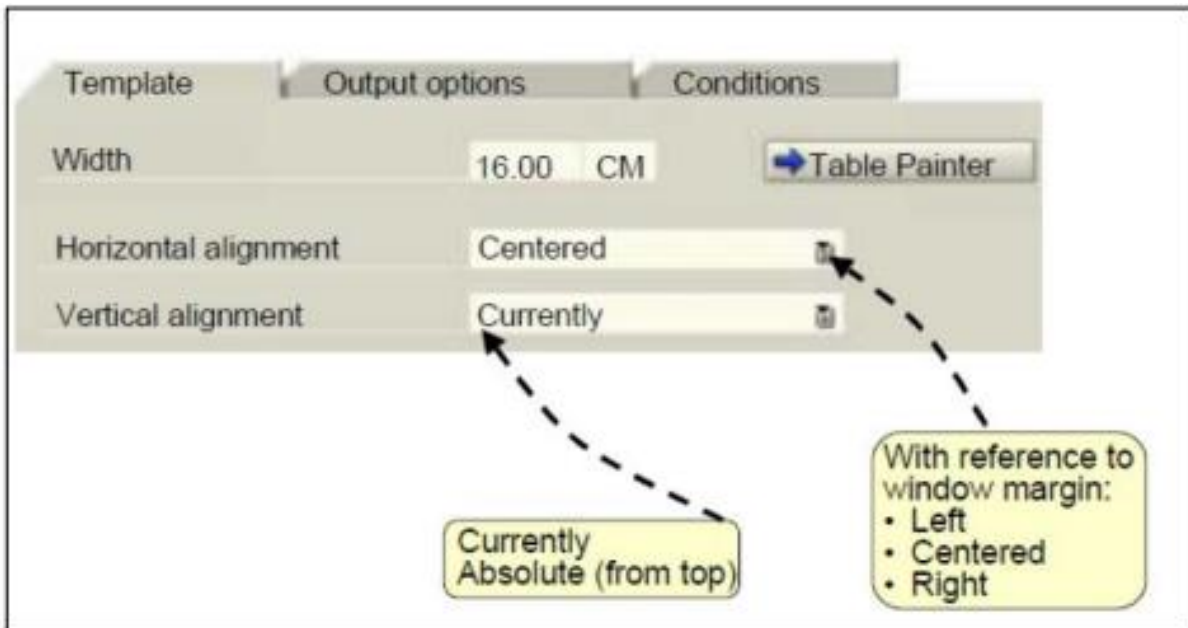 Template Output options Conditions
Width 16.00 CM Table Painter
Horizontal alignment Centered
Vertical alignment Currently
With reference to
window margin:
• Left
• Centered
• Right
Currently
Absolute (from top)